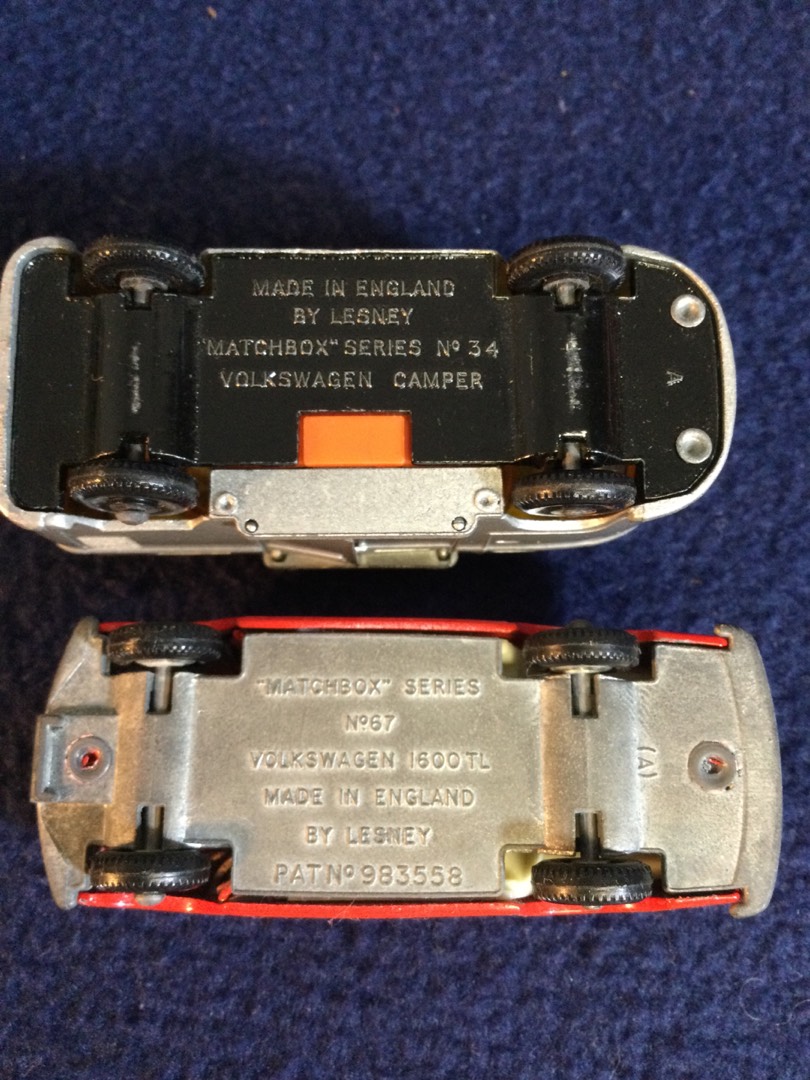 MADE IN ENGLAND
BY LESNEY
"MATCHBOX" SERIES Nº 34
VOLKSWAGEN CAMPER
A
"MATCHBOX" SERIES
Nº67
VOLKSWAGEN 1600TL
(A)
MADE IN ENGLAND
BY LESNEY
PAT Nº 983558